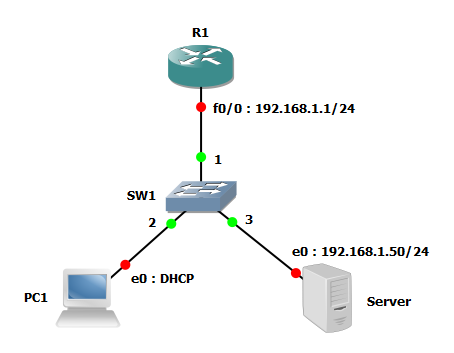 R1
f0/0 : 192.168.1.1/24
1
SW1
2
3
e0 : 192.168.1.50/24
e0 : DHCP
PC1
Server